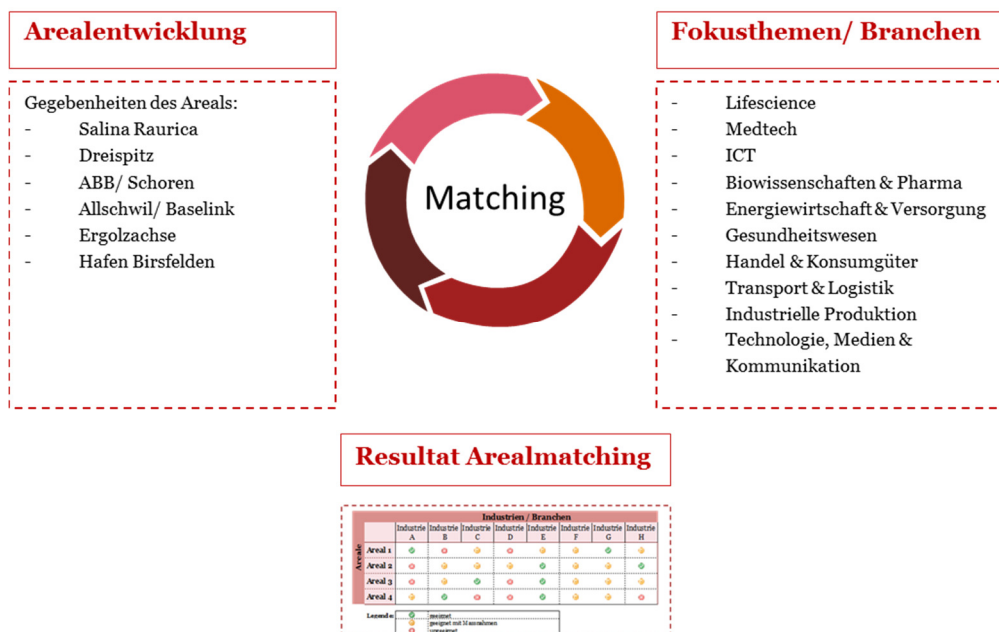 Arealentwicklung
Gegebenheiten des Areals:
- Salina Raurica
- Dreispitz
- ABB/ Schoren
- Allschwil/ Baselink
- Ergolzachse
- Hafen Birsfelden
Matching
Fokusthemen/ Branchen
- Lifescience
- Medtech
- ICT
- Biowissenschaften & Pharma
- Energiewirtschaft & Versorgung
- Gesundheitswesen
- Handel & Konsumgüter
- Transport & Logistik
- Industrielle Produktion
- Technologie, Medien &
Kommunikation
Resultat Arealmatching
Industrien / Branchen
Industrie A Industrie B Industrie C Industrie D Industrie E Industrie F Industrie G Industrie H
Areale
Areal 1
Areal 2
Areal 3
Areal 4
Legende:
geeignet
geeignet mit Massnahmen
ungeeignet